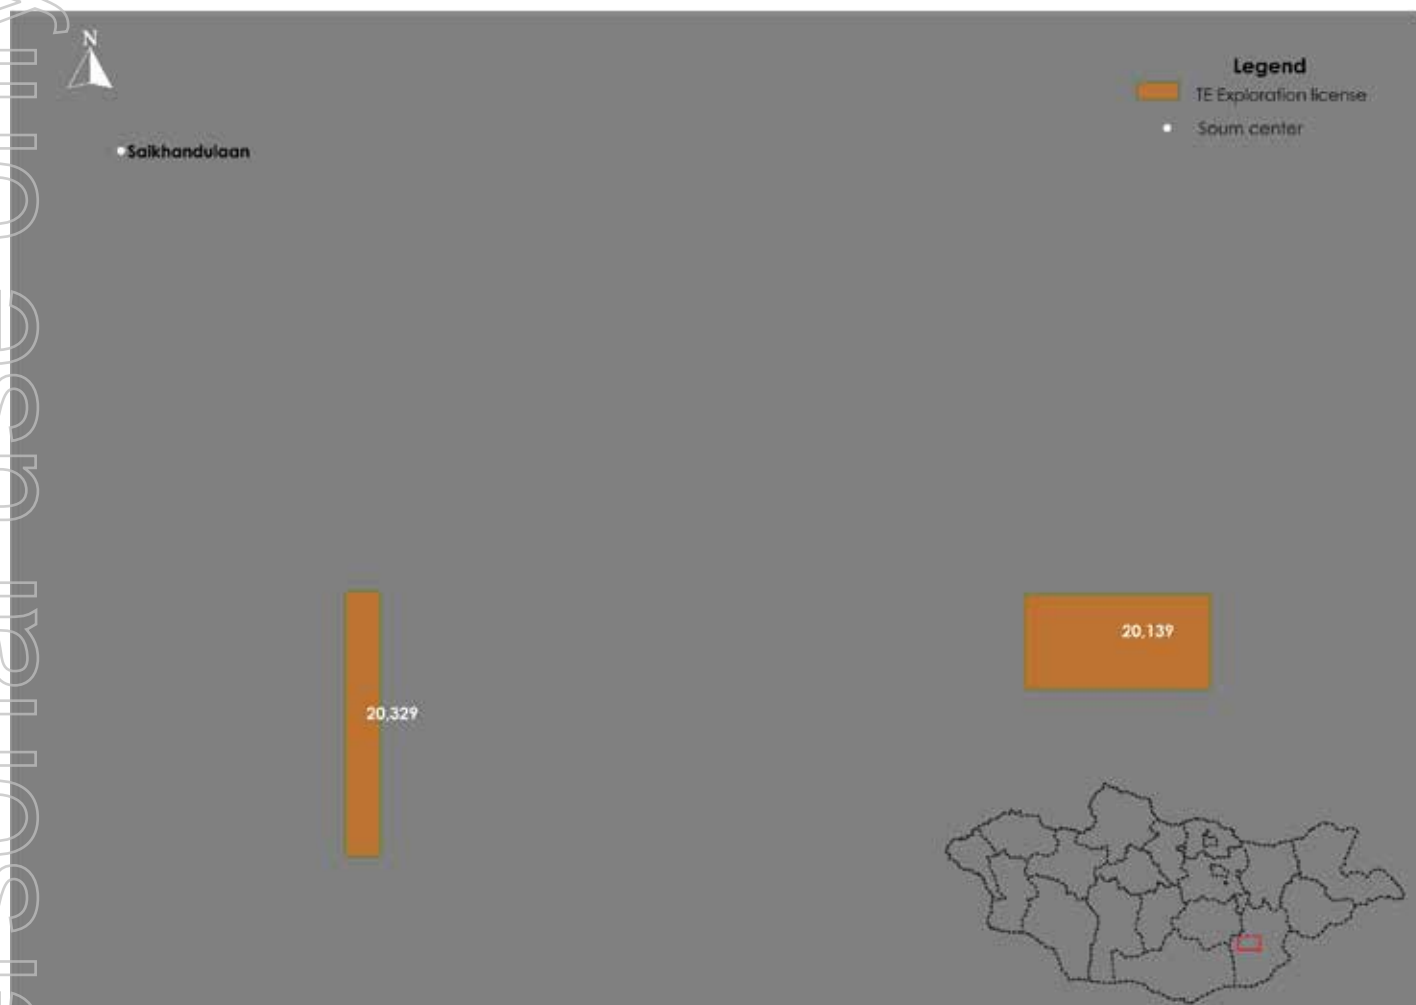 N
Legend
TE Exploration license
Soum center
Saikhandulaan
20,139
20,329